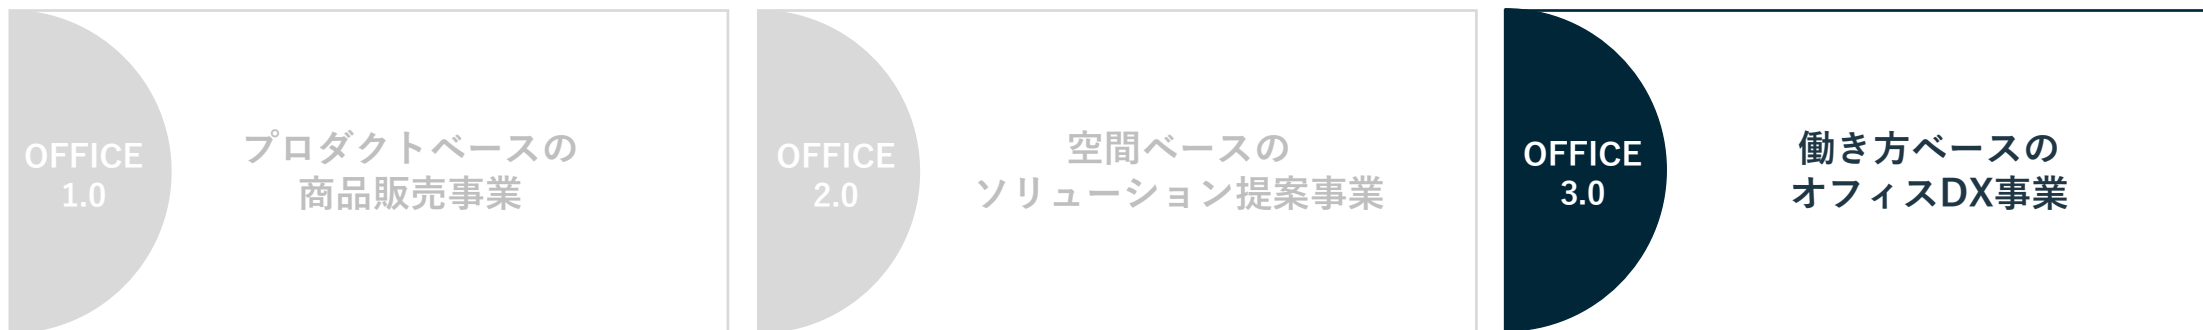 OFFICE
1.0
プロダクトベースの
商品販売事業
OFFICE
2.0
空間ベースの
ソリューション提案事業
OFFICE
3.0
働き方ベースの
オフィスDX事業